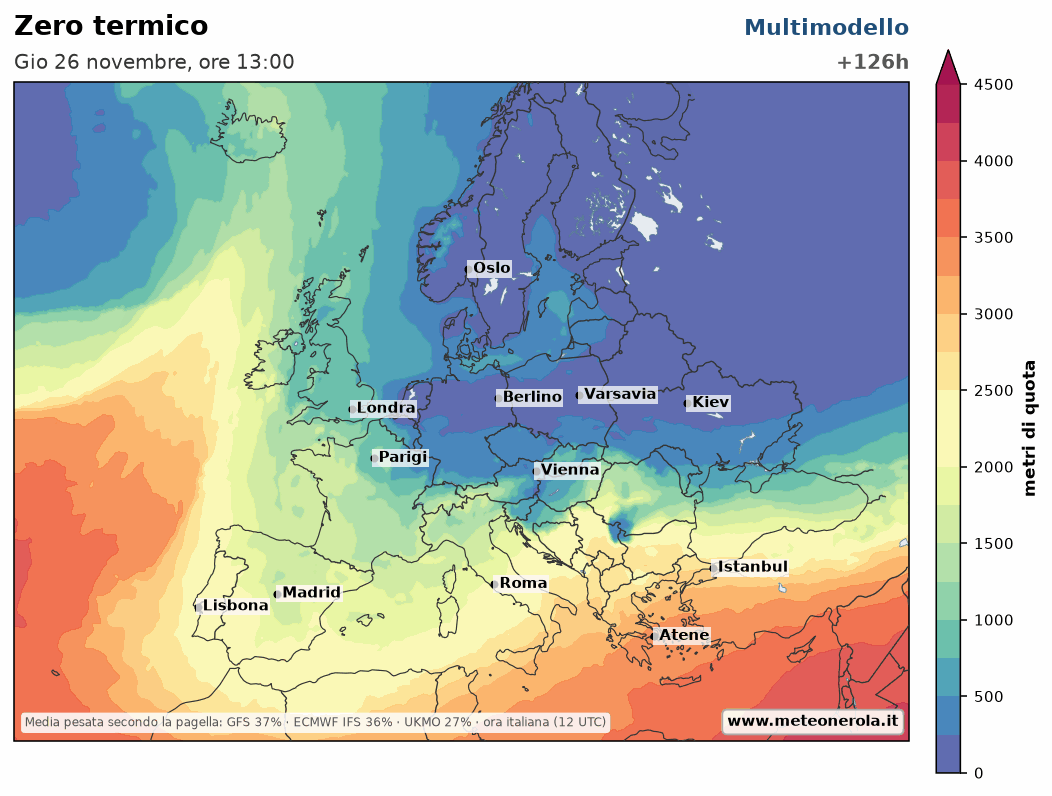 Zero termico
Multimodello
Gio 26 novembre, ore 13:00
+126h
4500
4000
3500
3000
2500
2000
1500
1000
500
0
metri di quota
Oslo
Berlino
Varsavia
Kiev
Londra
Parigi
Vienna
Istanbul
Roma
Madrid
Lisbona
Atene
Media pesata secondo la pagella: GFS 37% · ECMWF IFS 36% · UKMO 27% · ora italiana (12 UTC)
www.meteonerola.it